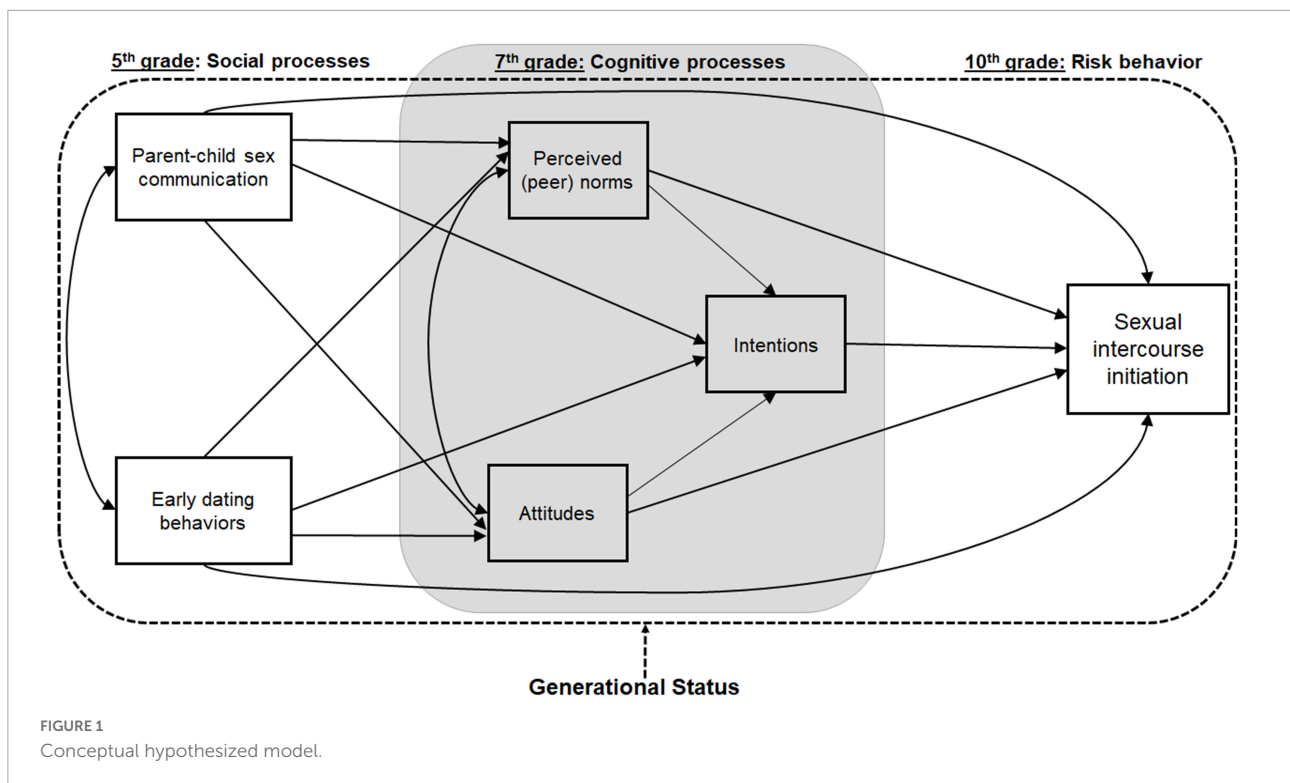 5th grade: Social processes
7th grade: Cognitive processes
10th grade: Risk behavior
Parent-child sex
communication
Perceived
(peer) norms
Intentions
Sexual
intercourse
initiation
Early dating
behaviors
Attitudes
Generational Status
FIGURE 1
Conceptual hypothesized model.